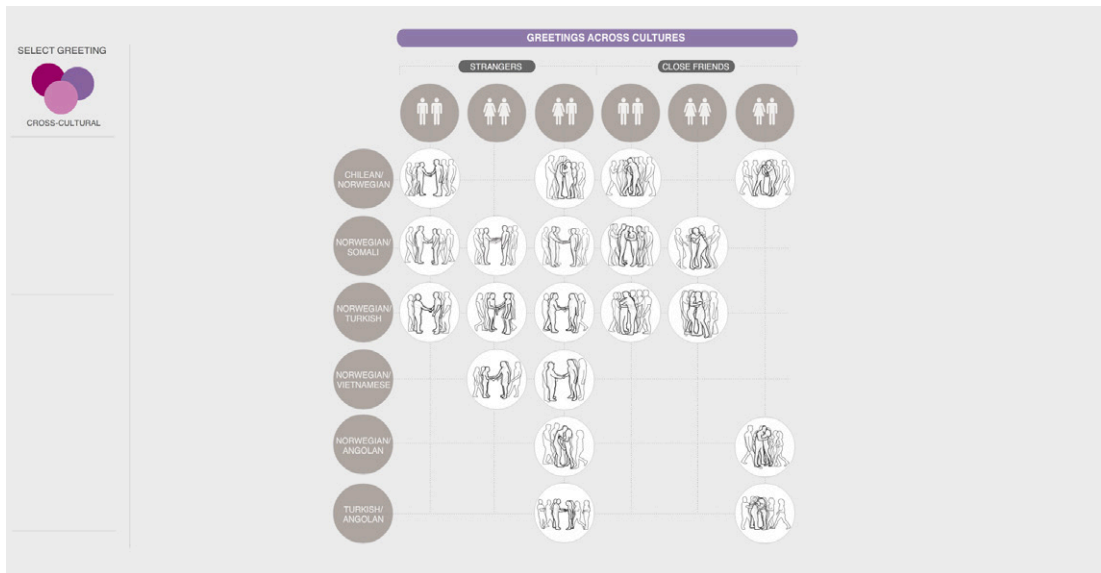 GREETINGS ACROSS CULTURES
SELECT GREETING
STRANGERS
CLOSE FRIENDS
CROSS-CULTURAL
CHILEAN/
NORWEGIAN
NORWEGIAN/
SOMALI
NORWEGIAN/
TURKISH
NORWEGIAN/
VIETNAMESE
NORWEGIAN/
ANGOLAN
TURKISH/
ANGOLAN